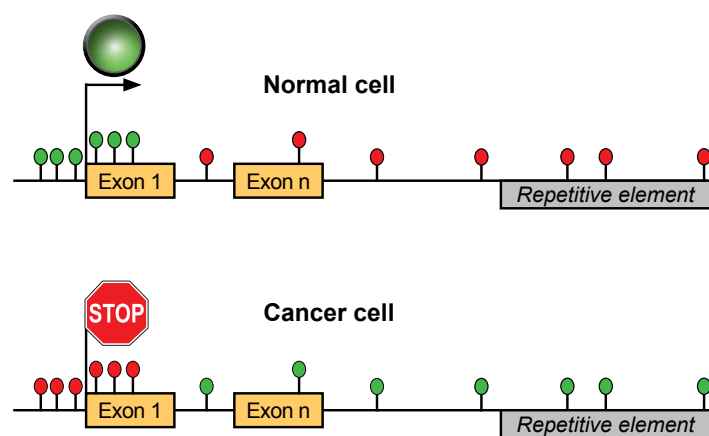 Normal cell
Exon 1
Exon n
Repetitive element
STOP
Cancer cell
Exon 1
Exon n
Repetitive element